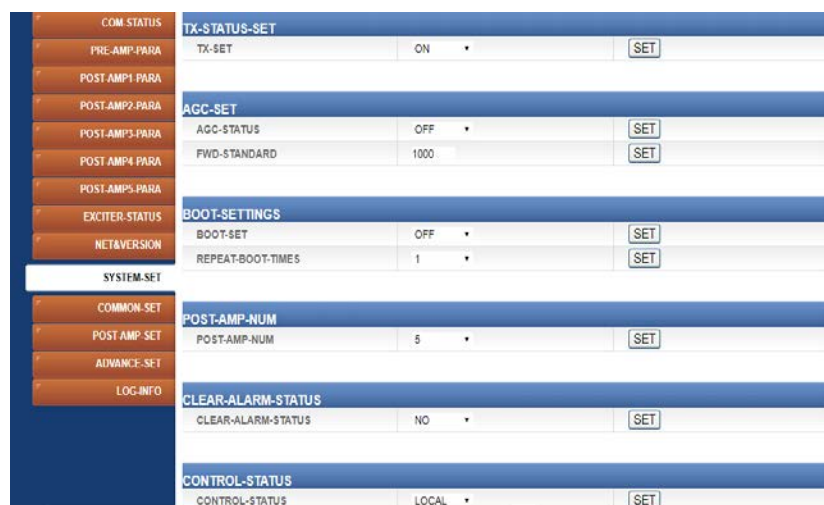 COM-STATUS
PRE-AMP-PARA
POST-AMP1-PARA
POST-AMP2-PARA
POST-AMP3-PARA
POST-AMP4-PARA
POST-AMP5-PARA
EXCITER-STATUS
NET&VERSION
SYSTEM-SET
COMMON-SET
POST-AMP-SET
ADVANCE-SET
LOG-INFO
TX-STATUS-SET
TX-SET ON SET
AGC-SET
AGC-STATUS OFF SET
FWD-STANDARD 1000 SET
BOOT-SETTINGS
BOOT-SET OFF SET
REPEAT-BOOT-TIMES 1 SET
POST-AMP-NUM
POST-AMP-NUM 5 SET
CLEAR-ALARM-STATUS
CLEAR-ALARM-STATUS NO SET
CONTROL-STATUS
CONTROL-STATUS LOCAL SET